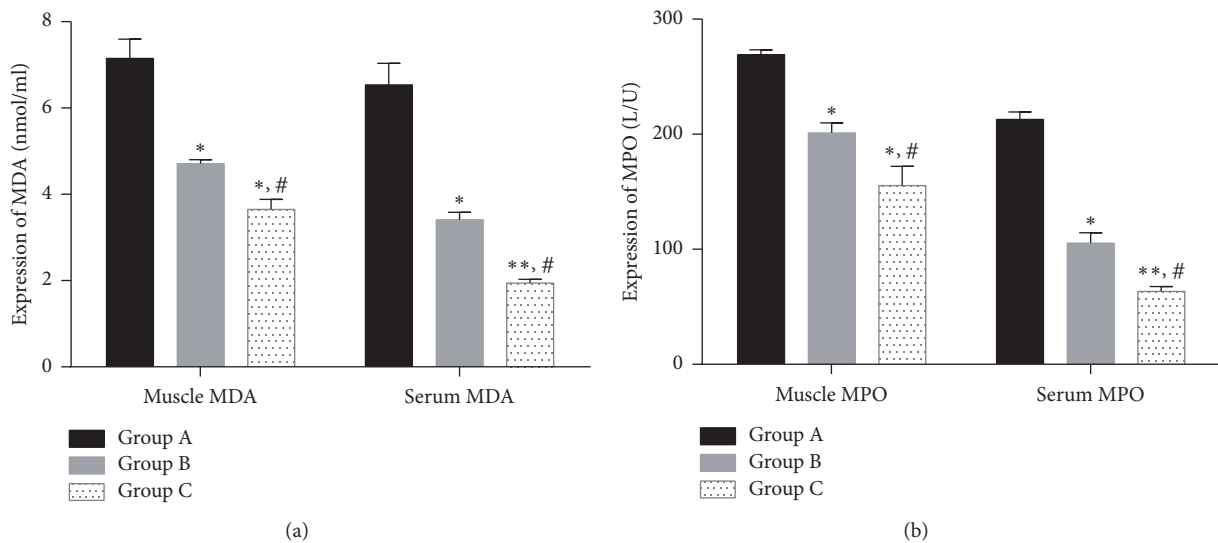 Expression of MDA (nmol/ml)
8
6
4
2
0
*
*, #
*
**, #
Muscle MDA
Serum MDA
Group A
Group B
Group C
(a)
Expression of MPO (L/U)
300
200
100
0
*
*, #
*
**, #
Muscle MPO
Serum MPO
Group A
Group B
Group C
(b)